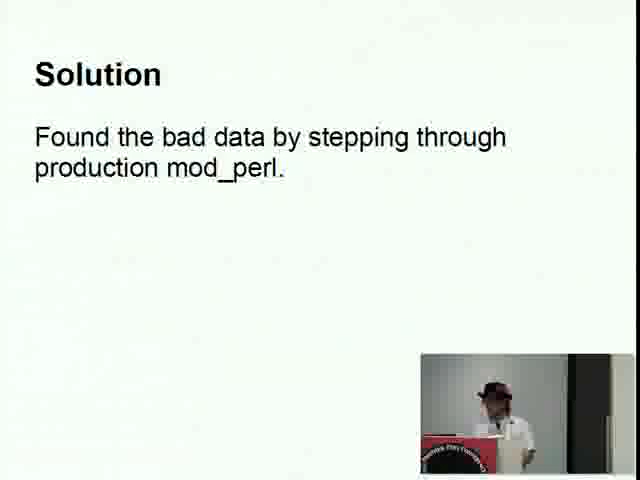 Solution
Found the bad data by stepping through
production mod_perl.